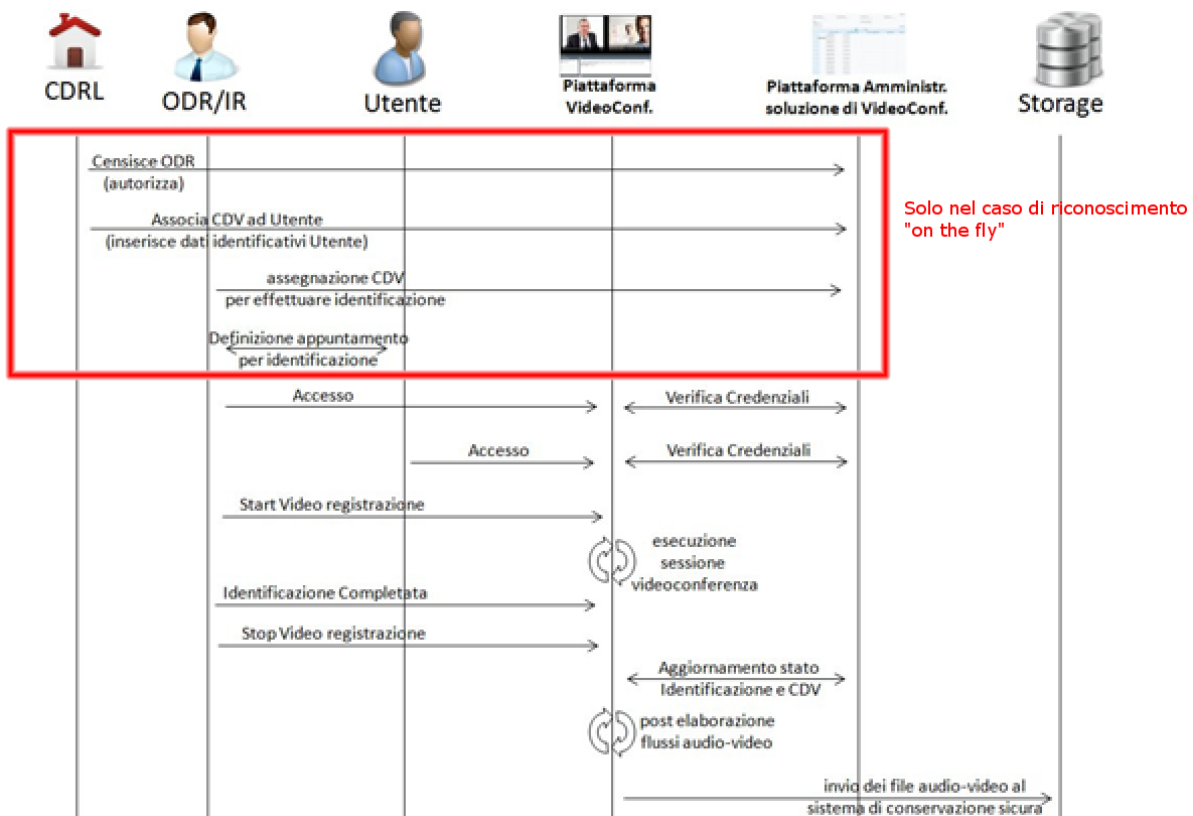 CDRL
ODR/IR
Utente
Piattaforma
VideoConf.
Piattaforma Amministr.
soluzione di VideoConf.
Storage
Censisce ODR
(autorizza)
Associa CDV ad Utente
(inserisce dati identificativi Utente)
assegnazione CDV
per effettuare identificazione
Definizione appuntamento
per identificazione
Solo nel caso di riconoscimento
"on the fly"
Accesso
Verifica Credenziali
Accesso
Verifica Credenziali
Start Video registrazione
esecuzione
sessione
videoconferenza
Identificazione Completata
Stop Video registrazione
Aggiornamento stato
Identificazione e CDV
post elaborazione
flussi audio-video
invio dei file audio-video al
sistema di conservazione sicura